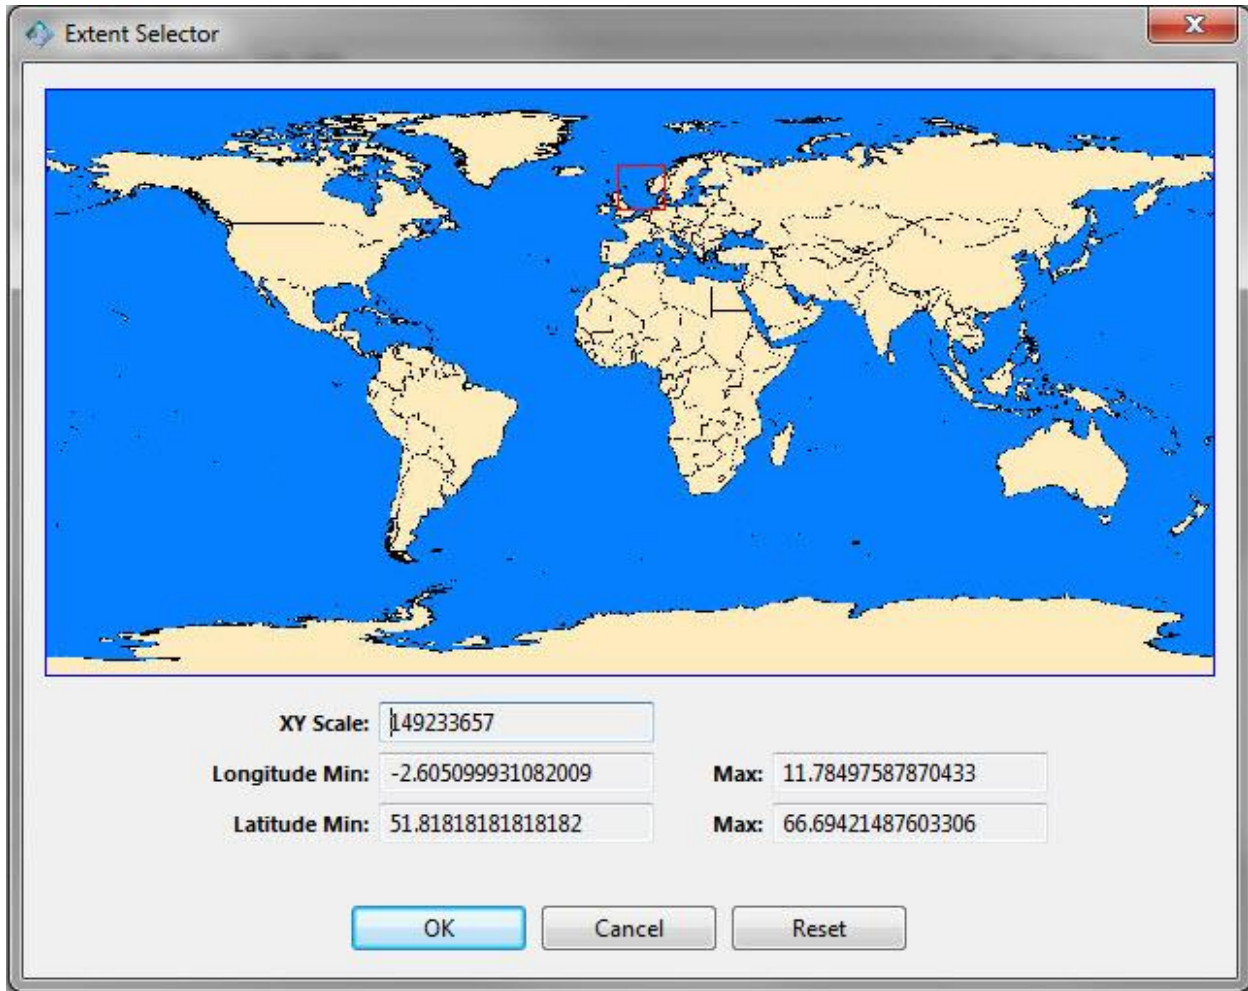 Extent Selector
XY Scale: 149233657
Longitude Min: -2.605099931082009 Max: 11.78497587870433
Latitude Min: 51.81818181818182 Max: 66.69421487603306
OK Cancel Reset